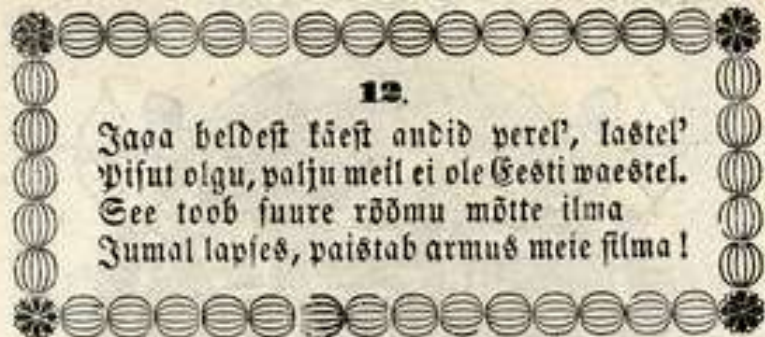 12.
Jaga heldest käest andid perel', lastel'
Pisut olgu, palju meil ei ole Eesti waestel.
See toob suure rõõmu mõtte ilma
Jumal lapses, paistab armus meie silma!